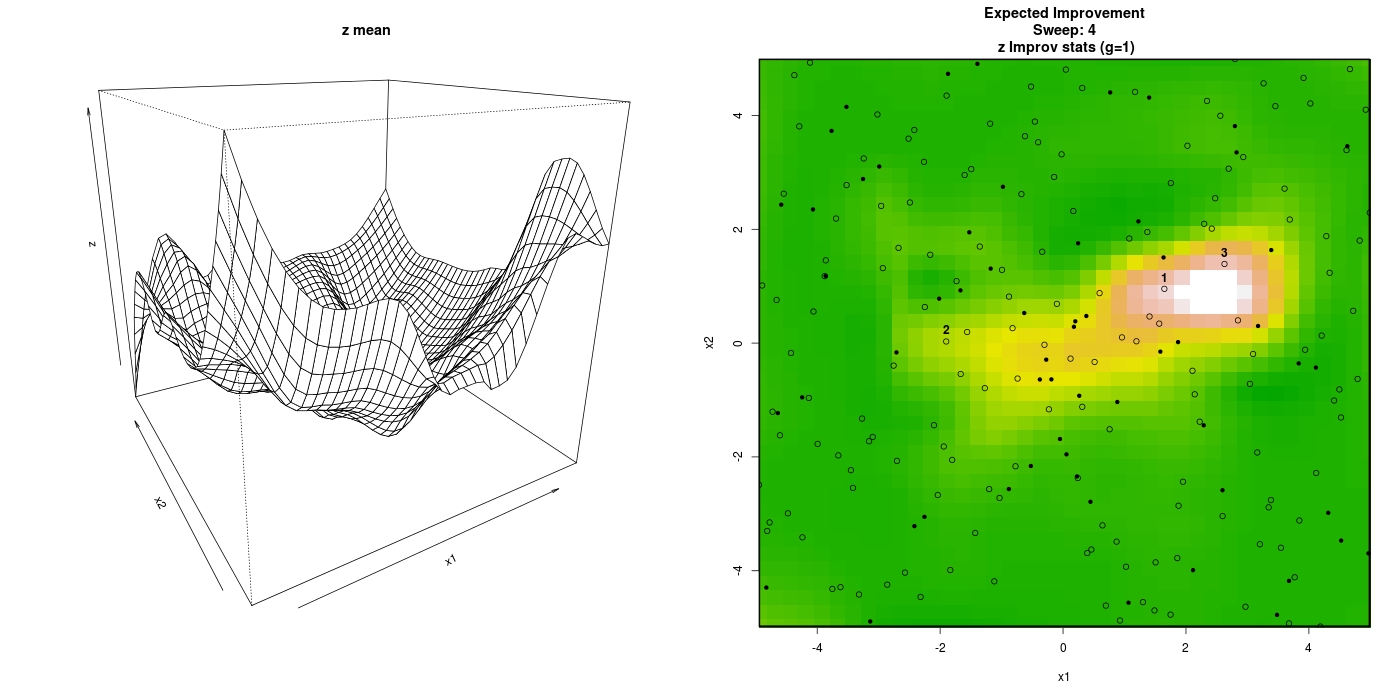 z mean
z
x2
x1
Expected Improvement
Sweep: 4
z Improv stats (g=1)
x2
4
2
0
-2
-4
3
1
2
-4
-2
0
2
4
x1